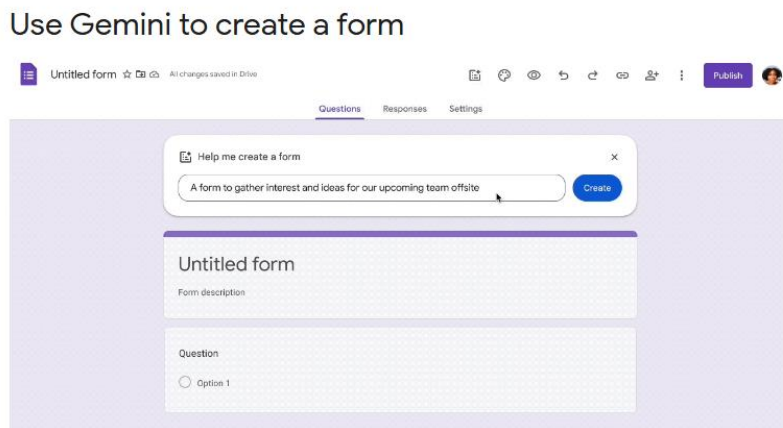 Use Gemini to create a form
Untitled form All changes saved in Drive Publish
Questions Responses Settings
Help me create a form
A form to gather interest and ideas for our upcoming team offsite Create
Untitled form
Form description
Question
Option 1